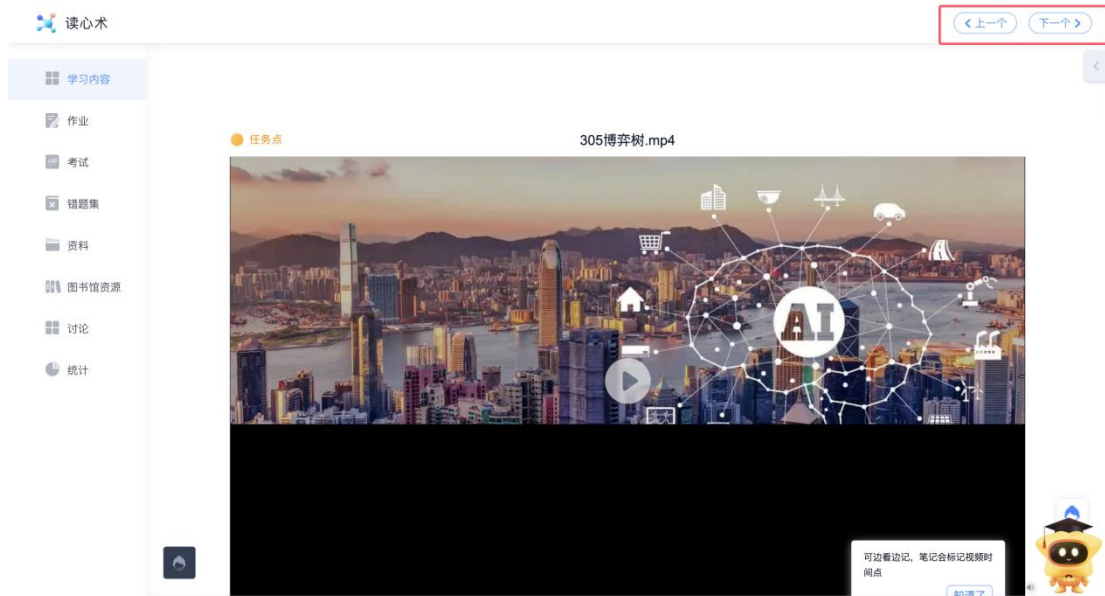 读心术
上一个
下一个
学习内容
作业
考试
错题集
资料
图书馆资源
讨论
统计
任务点
305博弈树.mp4
AI
可边看边记，笔记会标记视频时
间点
知道了